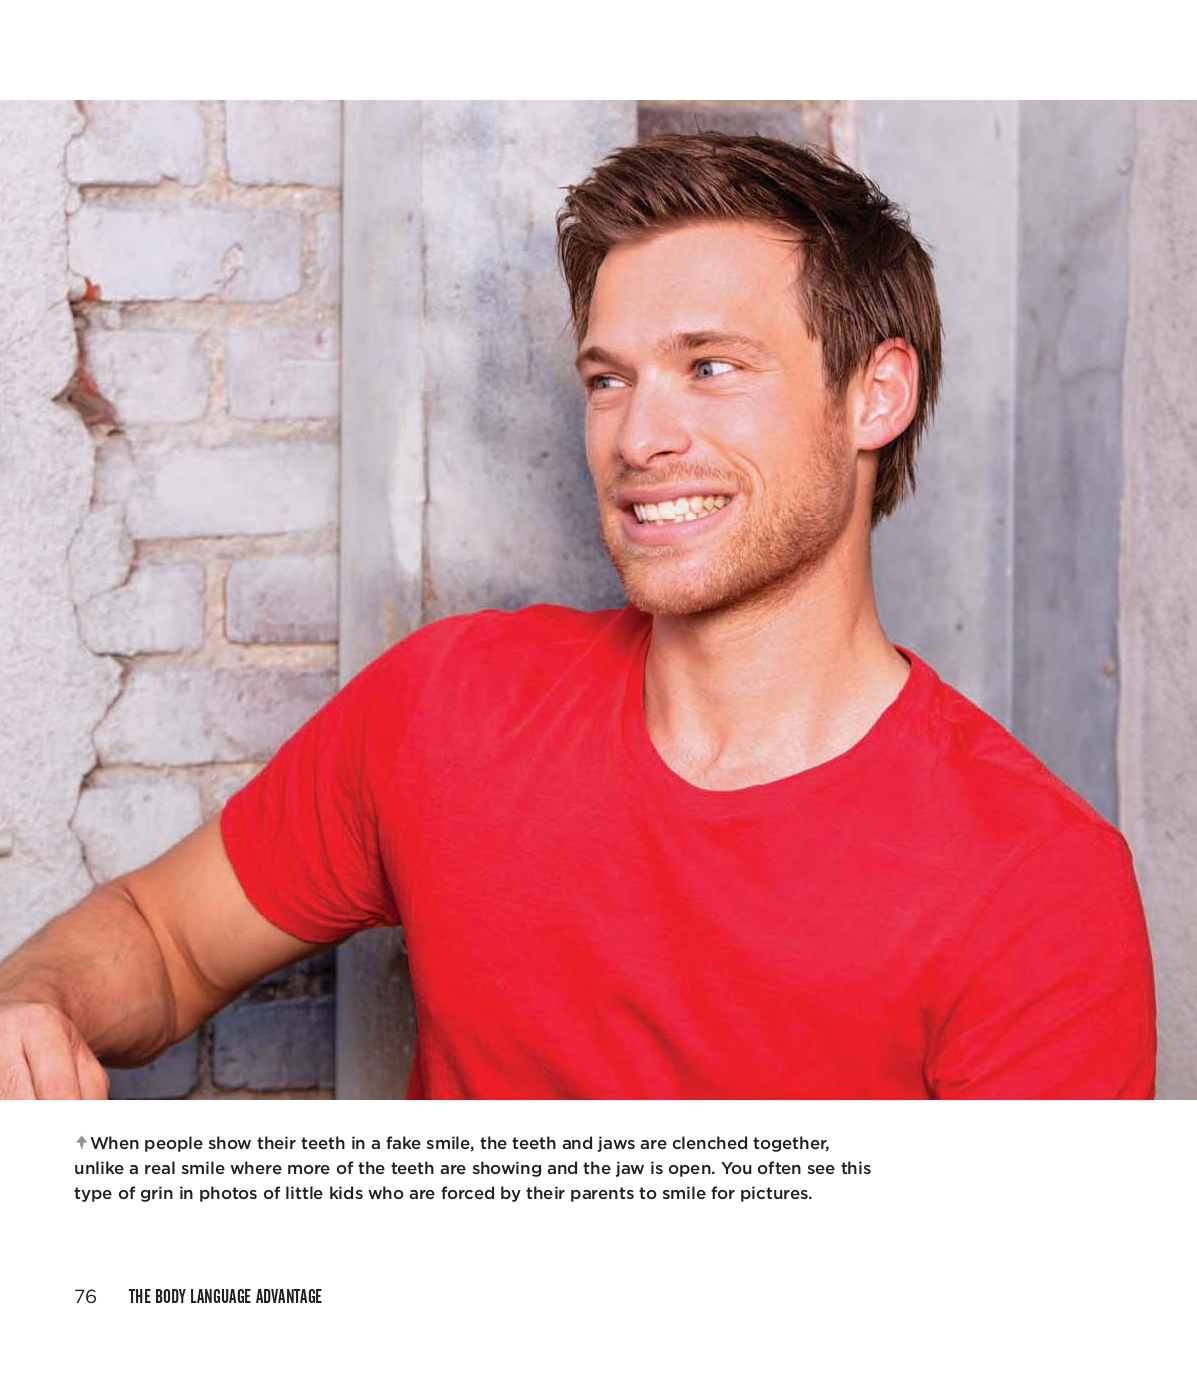 When people show their teeth in a fake smile, the teeth and jaws are clenched together,
unlike a real smile where more of the teeth are showing and the jaw is open. You often see this
type of grin in photos of little kids who are forced by their parents to smile for pictures.
76 THE BODY LANGUAGE ADVANTAGE